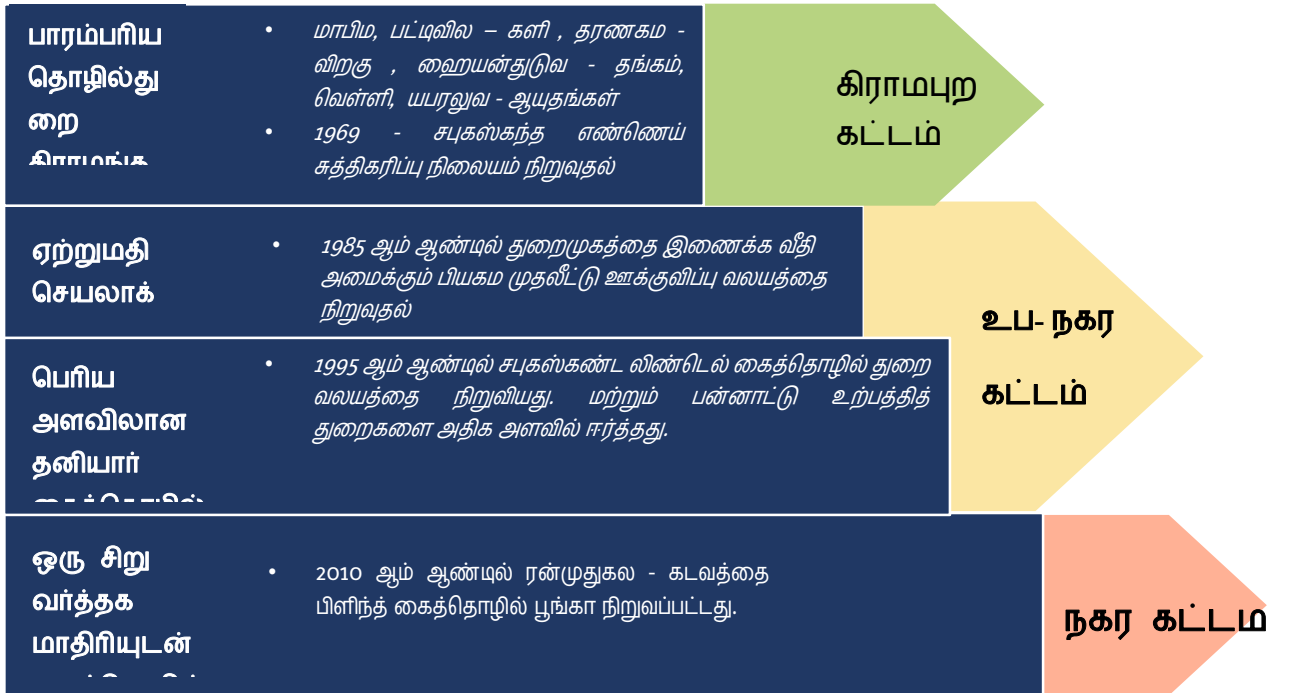 பாரம்பரிய
தொழில்து
றை
• மாபிம, பட்டிவில – களி , தரணகம -
விறகு , ஹையன்துடுவ - தங்கம்,
வெள்ளி, யபரலுவ - ஆயுதங்கள்
• 1969 - சபுகஸ்கந்த எண்ணெய்
சுத்திகரிப்பு நிலையம் நிறுவுதல்
கிராமபுற
கட்டம்
ஏற்றுமதி
செயலாக்
• 1985 ஆம் ஆண்டில் துறைமுகத்தை இணைக்க வீதி
அமைக்கும் பியகம முதலீட்டு ஊக்குவிப்பு வலயத்தை
நிறுவுதல்
பெரிய
அளவிலான
தனியார்
• 1995 ஆம் ஆண்டில் சபுகஸ்கண்ட லிண்டெல் கைத்தொழில் துறை
வலயத்தை நிறுவியது. மற்றும் பன்னாட்டு உற்பத்தித்
துறைகளை அதிக அளவில் ஈர்த்தது.
உப- நகர
கட்டம்
ஒரு சிறு
வர்த்தக
மாதிரியுடன்
• 2010 ஆம் ஆண்டில் ரன்முதுகல - கடவத்தை
பிளிந்த் கைத்தொழில் பூங்கா நிறுவப்பட்டது.
நகர கட்டம